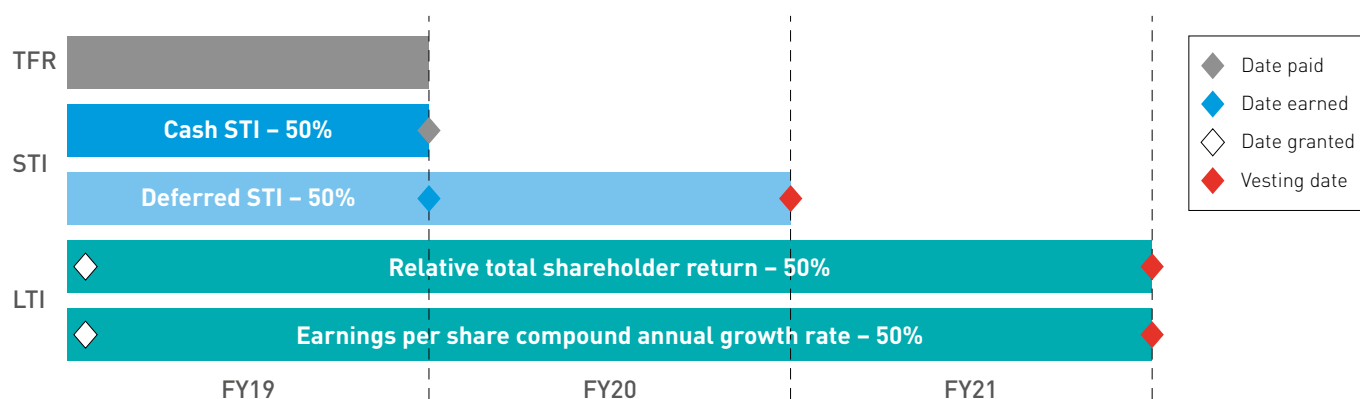 TFR
STI
Cash STI – 50%
Deferred STI – 50%
LTI
Relative total shareholder return – 50%
Earnings per share compound annual growth rate – 50%
FY19
FY20
FY21
Date paid
Date earned
Date granted
Vesting date